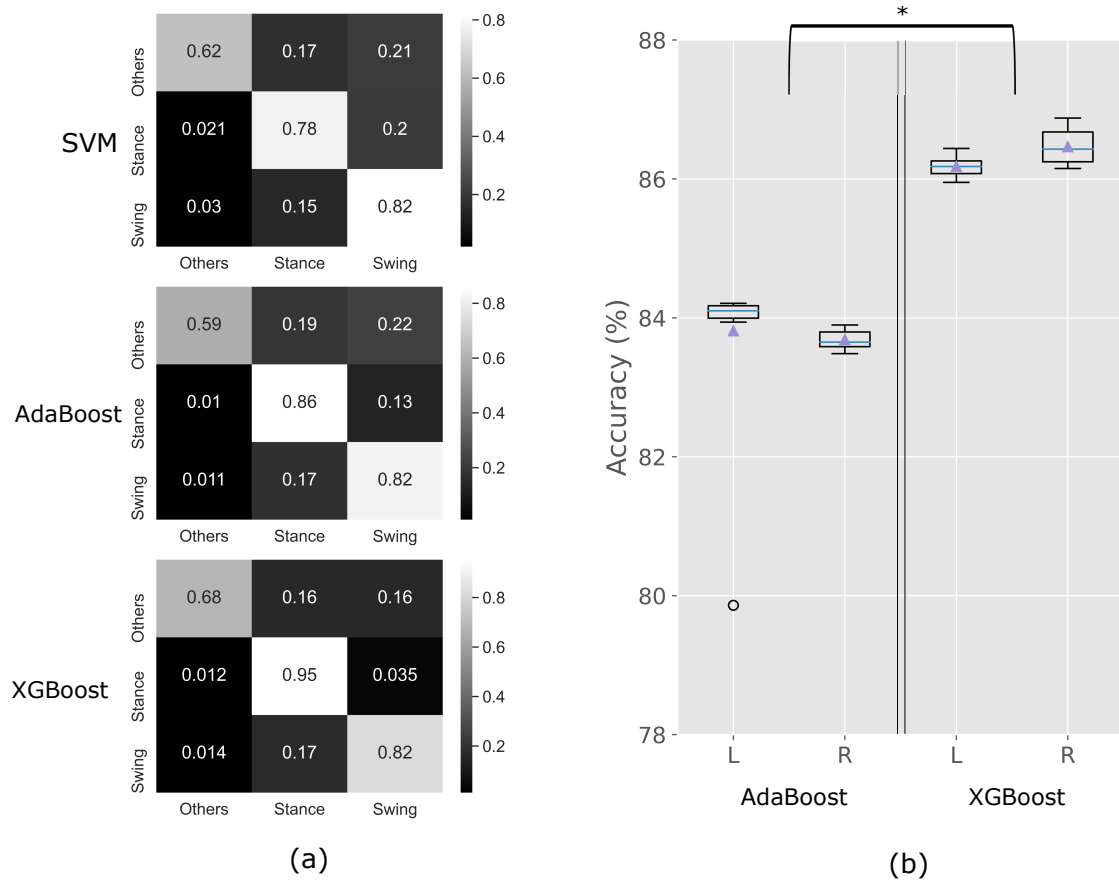 SVM
Others 0.62 0.17 0.21
Stance 0.021 0.78 0.2
Swing 0.03 0.15 0.82
Others Stance Swing
0.8
0.6
0.4
0.2
AdaBoost
Others 0.59 0.19 0.22
Stance 0.01 0.86 0.13
Swing 0.011 0.17 0.82
Others Stance Swing
0.8
0.6
0.4
0.2
XGBoost
Others 0.68 0.16 0.16
Stance 0.012 0.95 0.035
Swing 0.014 0.17 0.82
Others Stance Swing
0.8
0.6
0.4
0.2
(a)
*
Accuracy (%)
88
86
84
82
80
78
L R L R
AdaBoost XGBoost
(b)